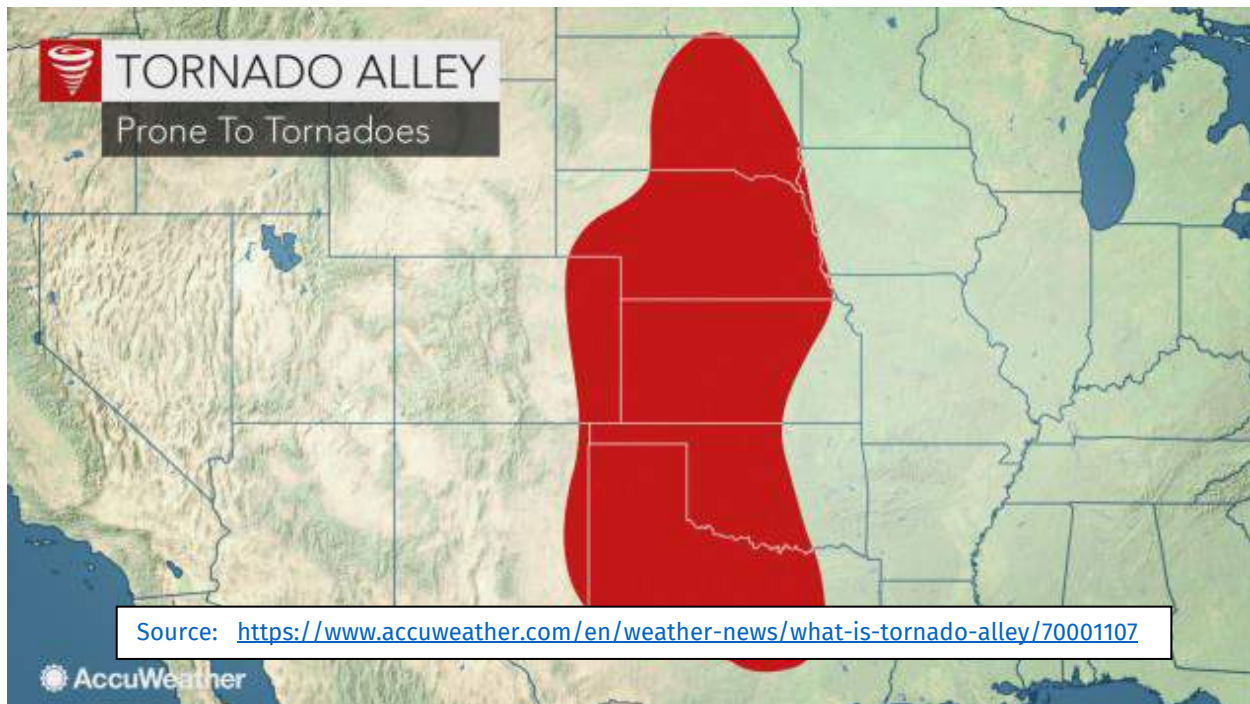 TORNADO ALLEY
Prone To Tornadoes
Source: https://www.accuweather.com/en/weather-news/what-is-tornado-alley/70001107
AccuWeather